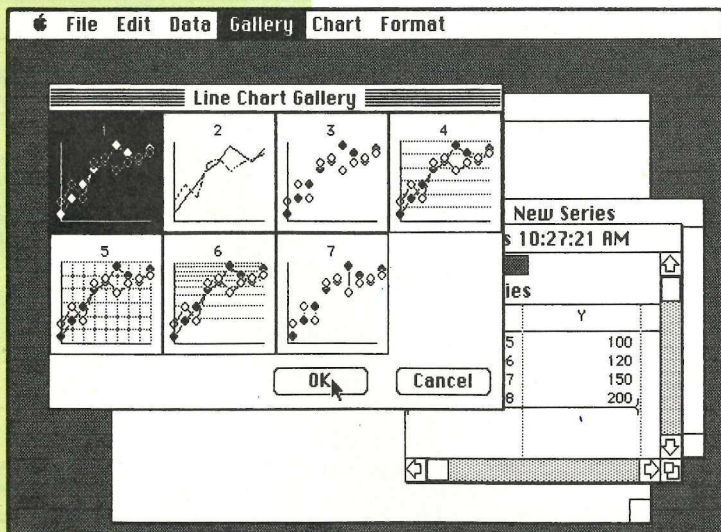 File Edit Data Gallery Chart Format
Line Chart Gallery
1 2 3 4
5 6 7
OK Cancel
New Series
10:27:21 AM
Y
5 100
6 120
7 150
8 200